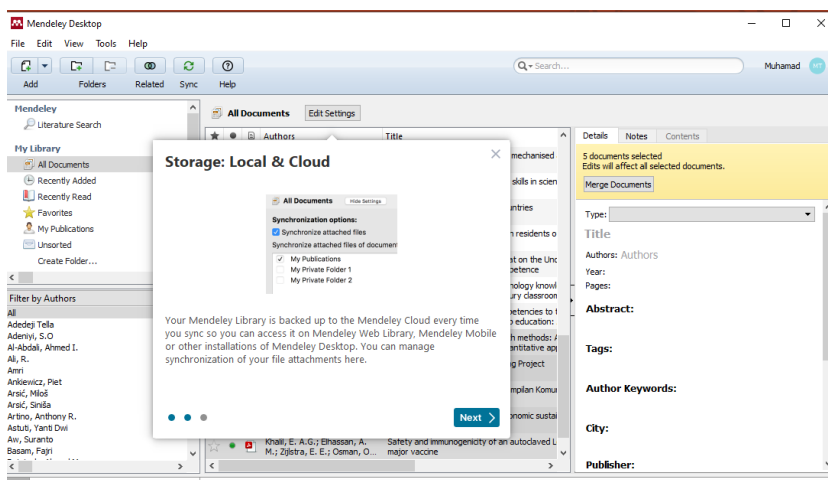 Mendeley Desktop
File Edit View Tools Help
Search...
Muhamad MT
Add Folders Related Sync Help
Mendeley
Literature Search
My Library
All Documents
Recently Added
Recently Read
Favorites
My Publications
Unsorted
Create Folder...
Filter by Authors
All
Adedeji Tella
Adeniyi, S.O
Al-Abdali, Ahmed I.
Ali, R.
Amri
Ankiewicz, Piet
Arsić, Miloš
Arsić, Siniša
Artino, Anthony R.
Astuti, Yanti Dwi
Aw, Suranto
Basam, Fajri
All Documents Edit Settings
Authors Title
mechanised
skills in scien
untries
n residents o
at on the Unc
petence
nology knowl
ury classroon
petencies to t
o education:
h methods: A
antitative app
g Project
mpilan Komur
onomic sustai
Khalil, E. A.G.; Elhassan, A. Safety and immunogenicity of an autoclaved L
M.; Zijlstra, E. E.; Osman, O... major vaccine
Storage: Local & Cloud
All Documents Hide Settings
Synchronization options:
Synchronize attached files
Synchronize attached files of document
My Publications
My Private Folder 1
My Private Folder 2
Your Mendeley Library is backed up to the Mendeley Cloud every time
you sync so you can access it on Mendeley Web Library, Mendeley Mobile
or other installations of Mendeley Desktop. You can manage
synchronization of your file attachments here.
Next
Details Notes Contents
5 documents selected
Edits will affect all selected documents.
Merge Documents
Type:
Title
Authors: Authors
Year:
Pages:
Abstract:
Tags:
Author Keywords:
City:
Publisher: